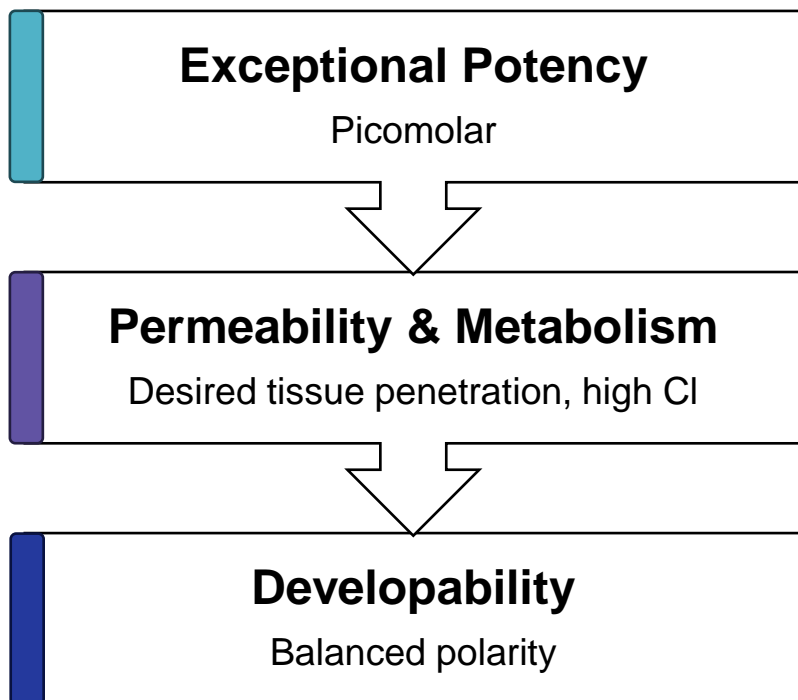 Exceptional Potency
Picomolar
Permeability & Metabolism
Desired tissue penetration, high Cl
Developability
Balanced polarity